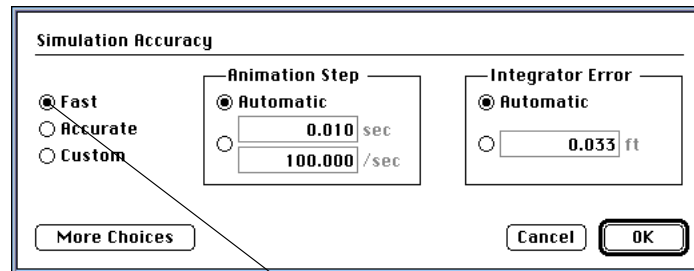 Simulation Accuracy
Fast
Accurate
Custom
Animation Step
Automatic
0.010 sec
100.000 /sec
Integrator Error
Automatic
0.033 ft
More Choices
Cancel
OK